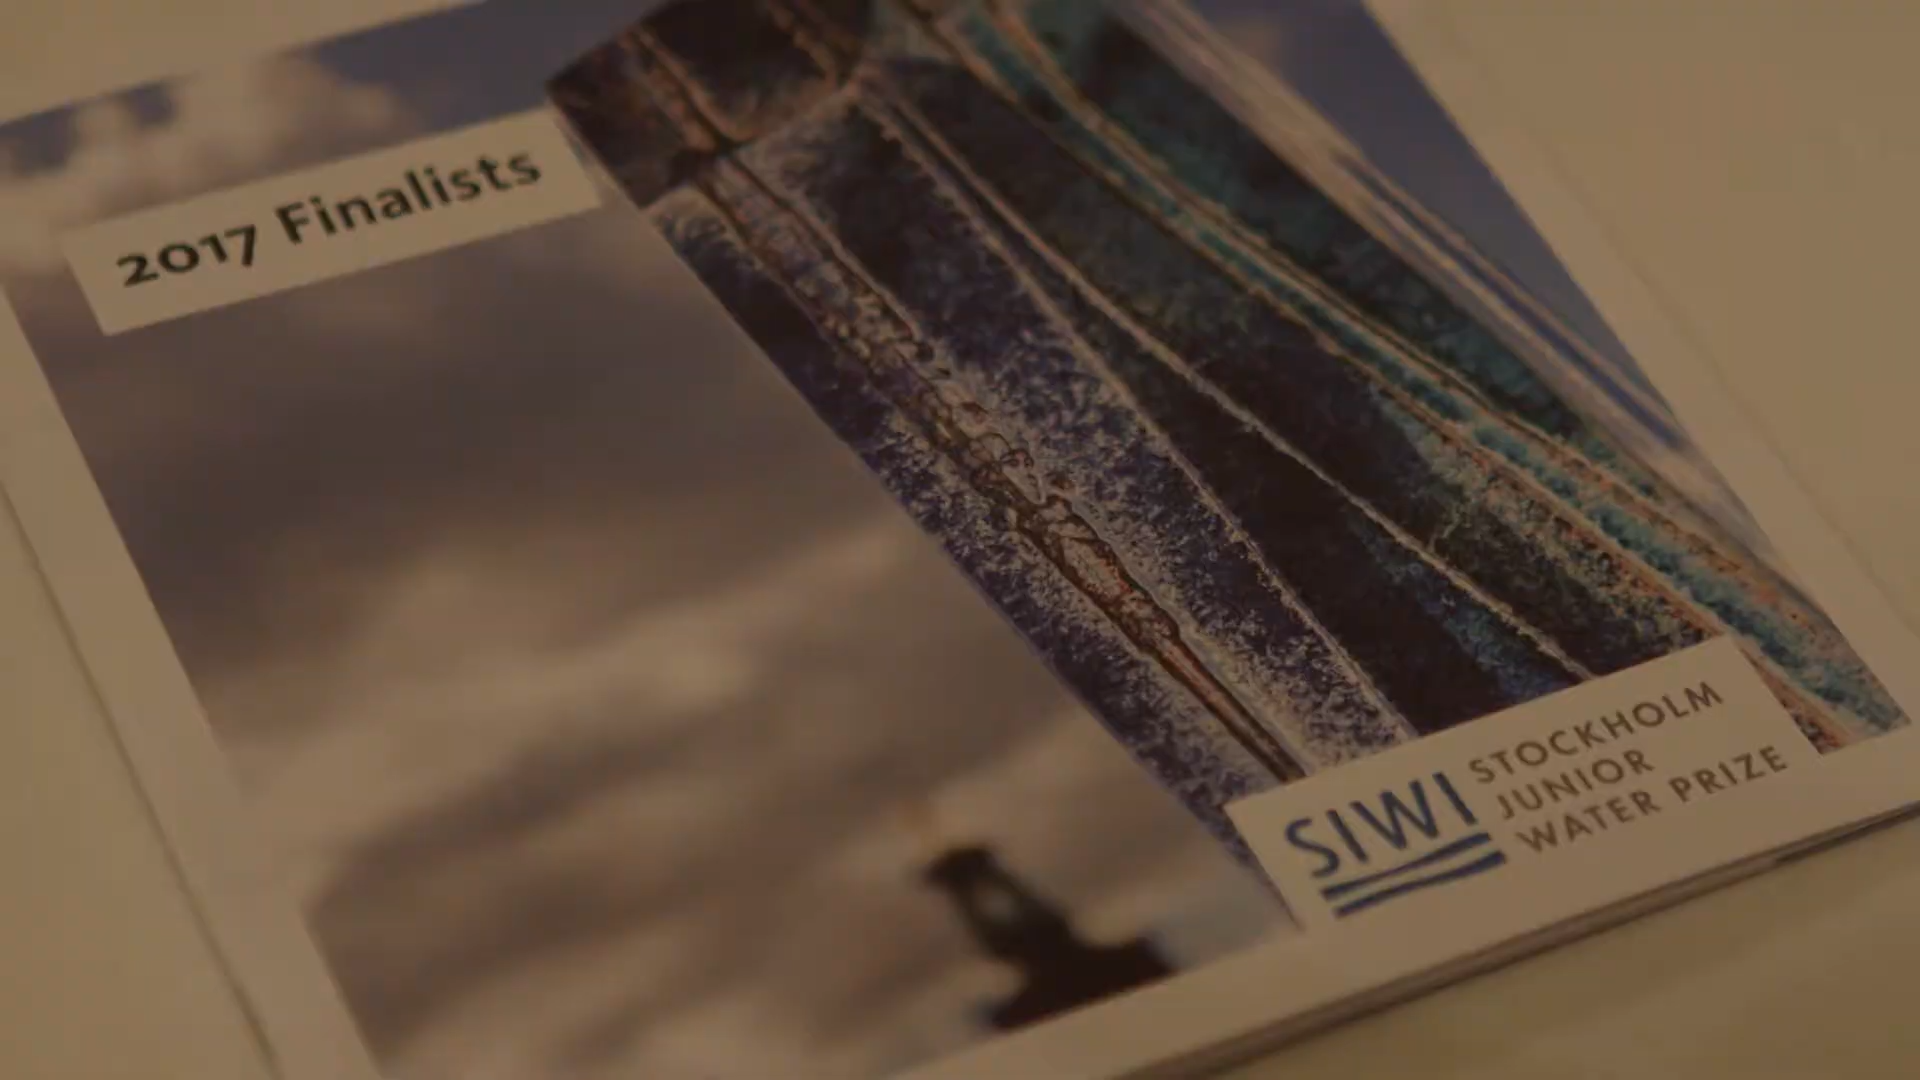 2017 Finalists
SIWI
STOCKHOLM
JUNIOR
WATER PRIZE